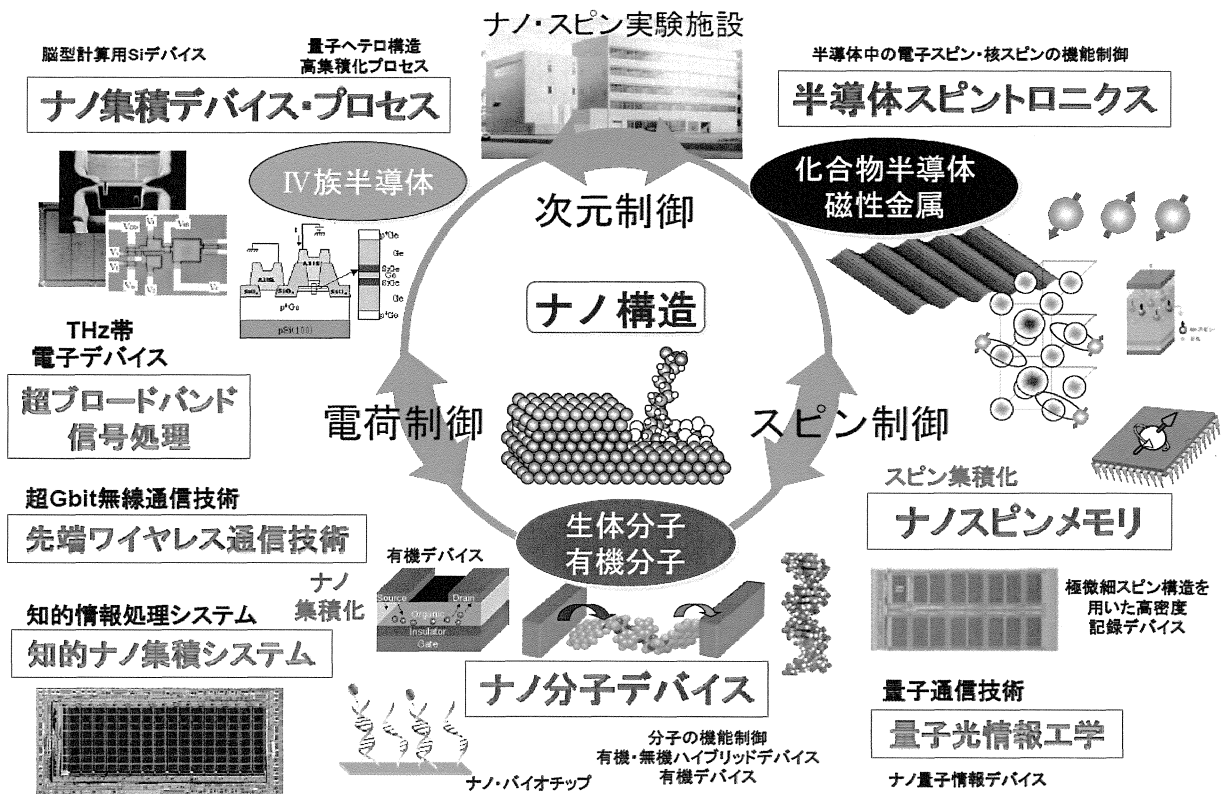 ナノ・スピン実験施設
脳型計算用Siデバイス
量子ヘテロ構造
高集積化プロセス
ナノ集積デバイス・プロセス
半導体中の電子スピン・核スピンの機能制御
半導体スピントロニクス
IV族半導体
化合物半導体
磁性金属
次元制御
p⁺Ge
Ge
SiGe
Ge
SiGe
Ge
p⁺Ge
SiO₂
SiO₂
SiO₂
p⁺Ge
pSi(100)
ナノ構造
THz帯
電子デバイス
超ブロードバンド
信号処理
電荷制御
スピン制御
超Gbit無線通信技術
先端ワイヤレス通信技術
スピン集積化
ナノスピンメモリ
生体分子
有機分子
有機デバイス
Source
Drain
Organic
Insulator
Gate
ナノ
集積化
知的情報処理システム
知的ナノ集積システム
極微細スピン構造を
用いた高密度
記録デバイス
ナノ分子デバイス
分子の機能制御
有機・無機ハイブリッドデバイス
有機デバイス
ナノ・バイオチップ
量子通信技術
量子光情報工学
ナノ量子情報デバイス